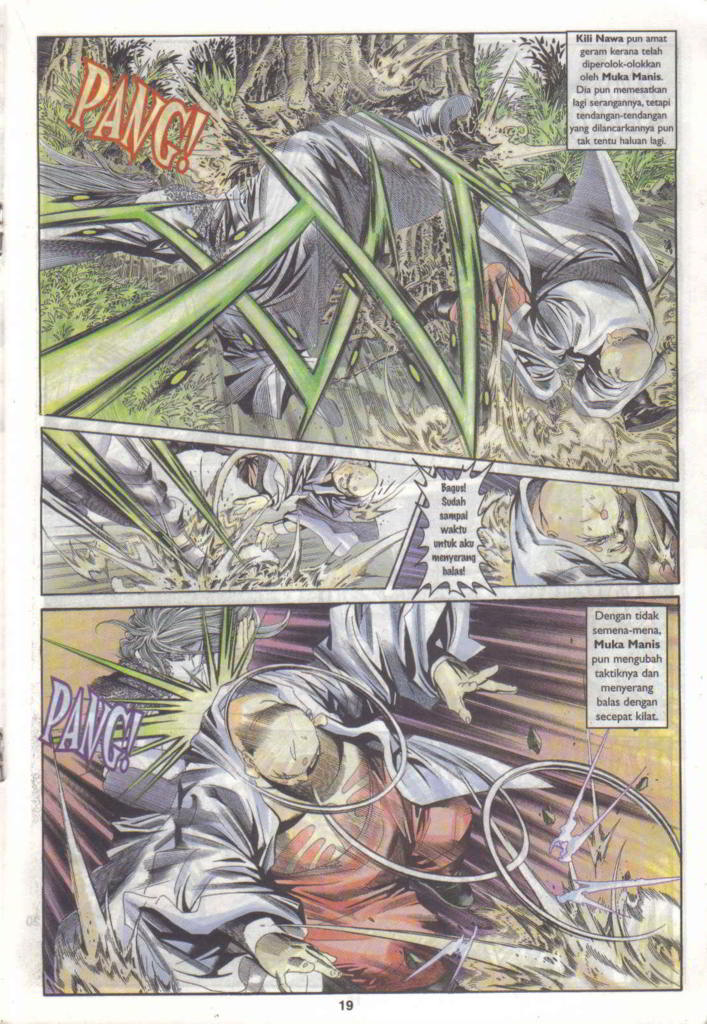 PANG!
Kili Nawa pun amat
geram kerana telah
diperolok-olokkan
oleh Muka Manis.
Dia pun memesatkan
lagi serangannya, tetapi
tendangan-tendangan
yang dilancarkannya pun
tak tentu haluan lagi.
Bagus!
Sudah
sampai
waktu
untuk aku
menyerang
balas!
Dengan tidak
semena-mena,
Muka Manis
pun mengubah
taktiknya dan
menyerang
balas dengan
secepat kilat.
PANG!
19